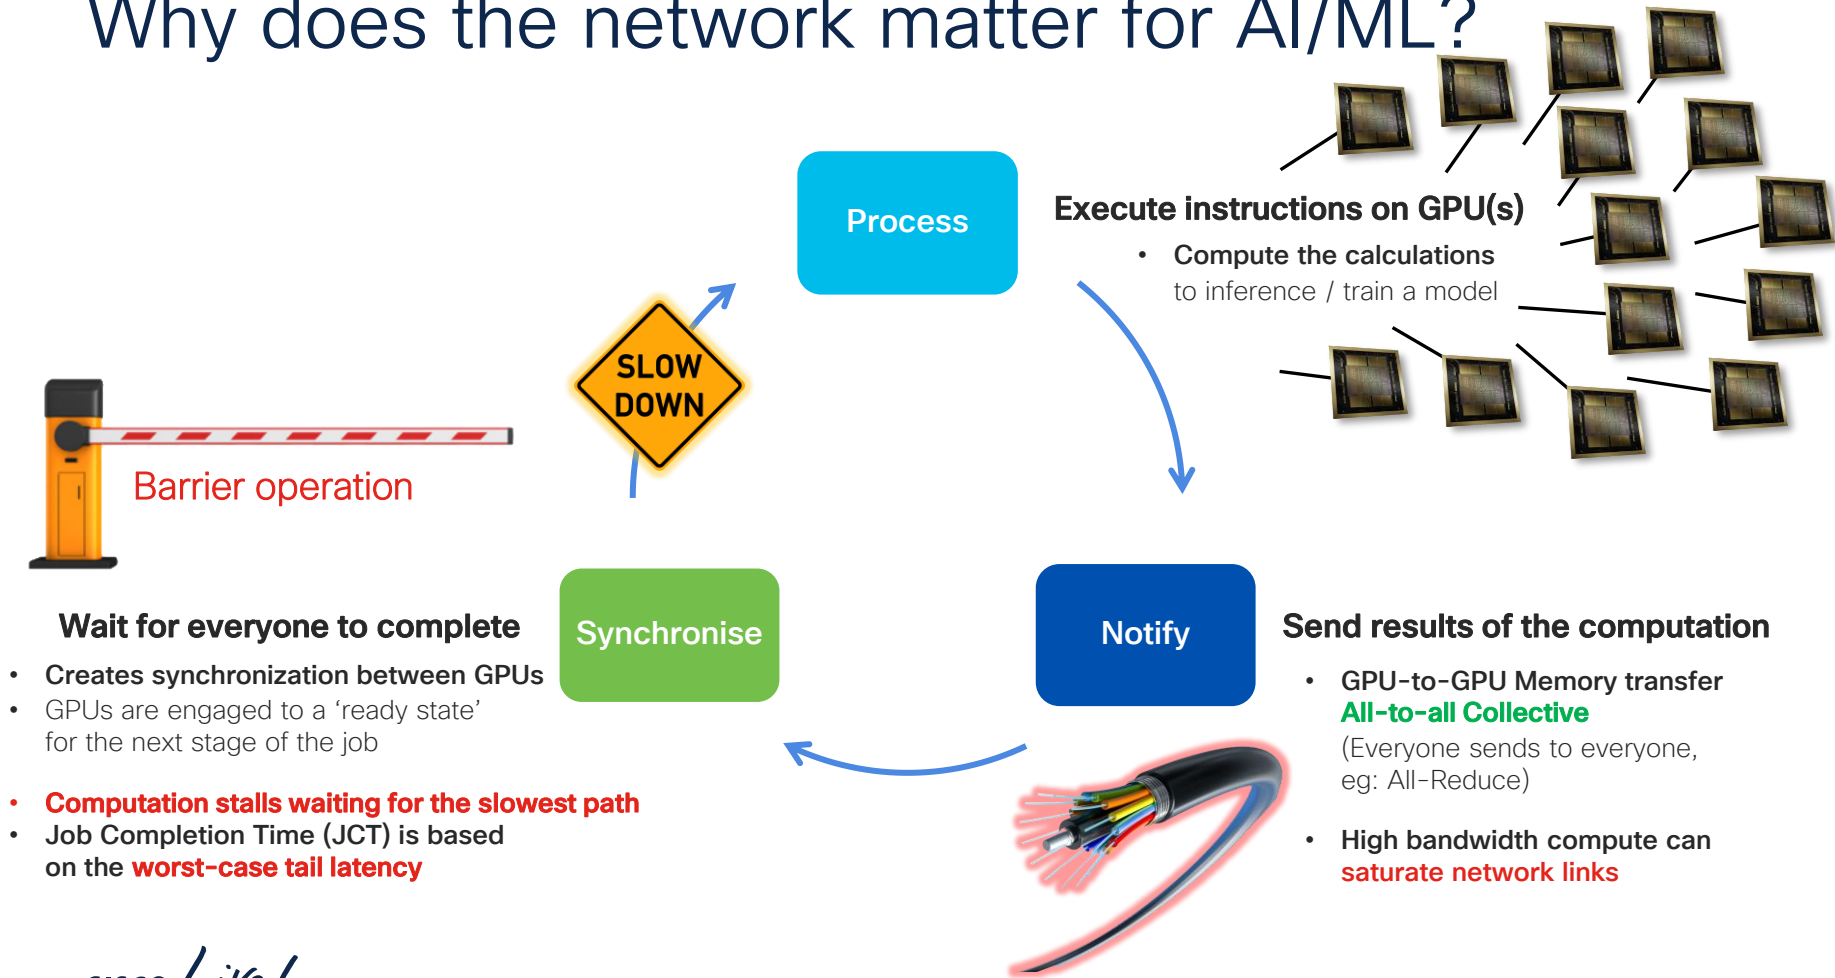 Why does the network matter for AI/ML?
Process
Execute instructions on GPU(s)
• Compute the calculations
to inference / train a model
SLOW
DOWN
Barrier operation
Synchronise
Wait for everyone to complete
• Creates synchronization between GPUs
• GPUs are engaged to a ‘ready state’
for the next stage of the job
• Computation stalls waiting for the slowest path
• Job Completion Time (JCT) is based
on the worst-case tail latency
Notify
Send results of the computation
• GPU-to-GPU Memory transfer
All-to-all Collective
(Everyone sends to everyone,
eg: All-Reduce)
• High bandwidth compute can
saturate network links